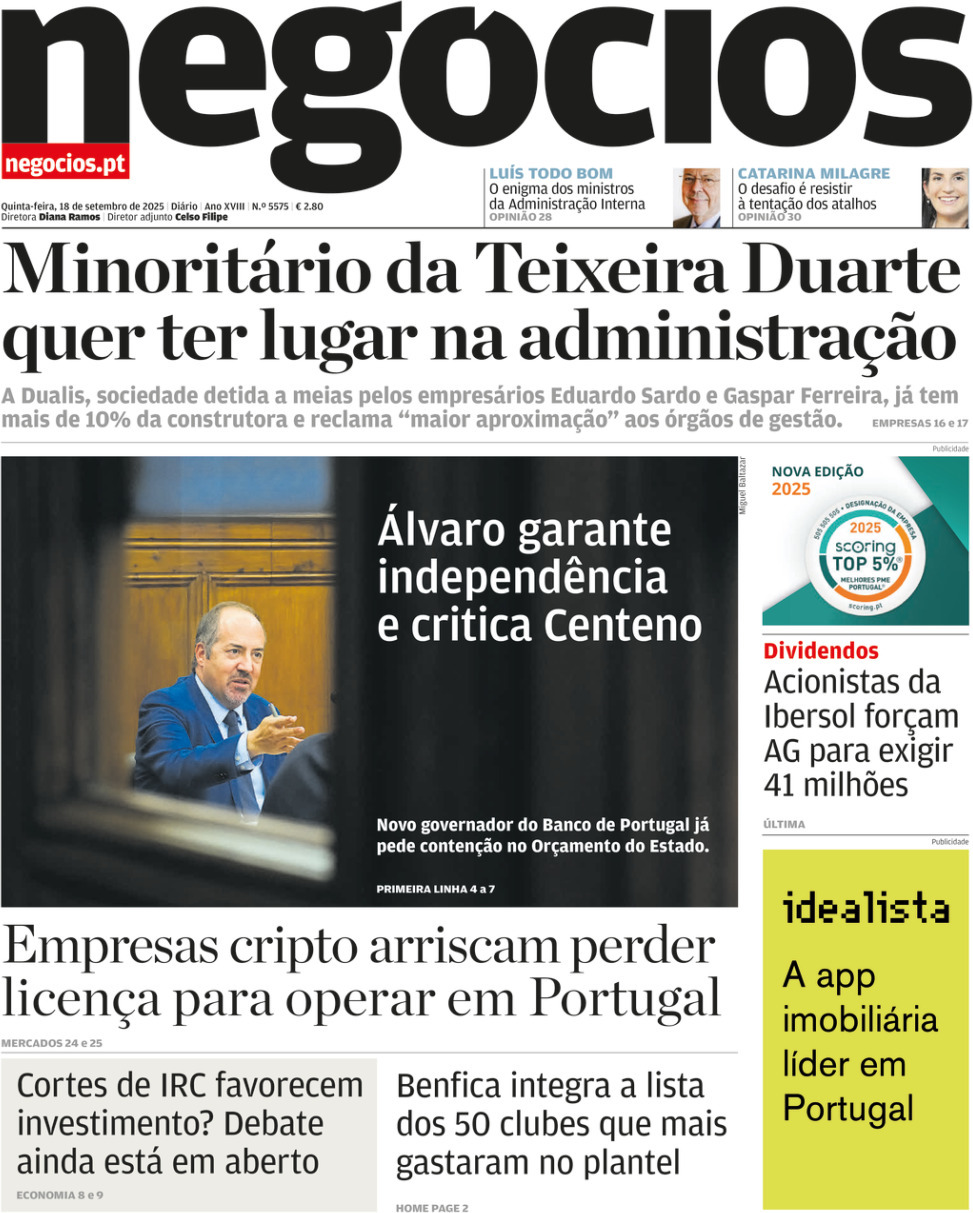 negócios
negocios.pt
Quinta-feira, 18 de setembro de 2025 | Diário | Ano XVIII | N.º 5575 | € 2.80
Diretora Diana Ramos | Diretor adjunto Celso Filipe
LUÍS TODO BOM
O enigma dos ministros
da Administração Interna
OPINIÃO 28
CATARINA MILAGRE
O desafio é resistir
à tentação dos atalhos
OPINIÃO 30
Minoritário da Teixeira Duarte
quer ter lugar na administração
A Dualis, sociedade detida a meias pelos empresários Eduardo Sardo e Gaspar Ferreira, já tem
mais de 10% da construtora e reclama “maior aproximação” aos órgãos de gestão.
EMPRESAS 16 e 17
Publicidade
Miguel Baltazar
Álvaro garante
independência
e critica Centeno
Novo governador do Banco de Portugal já
pede contenção no Orçamento do Estado.
PRIMEIRA LINHA 4 a 7
NOVA EDIÇÃO
2025
505 505 505 • DESIGNAÇÃO DA EMPRESA
2025
scoring
TOP 5%®
MELHORES PME
PORTUGAL®
scoring.pt
Dividendos
Acionistas da
Ibersol forçam
AG para exigir
41 milhões
ÚLTIMA
Publicidade
idealista
A app
imobiliária
líder em
Portugal
Empresas cripto arriscam perder
licença para operar em Portugal
MERCADOS 24 e 25
Cortes de IRC favorecem
investimento? Debate
ainda está em aberto
ECONOMIA 8 e 9
Benfica integra a lista
dos 50 clubes que mais
gastaram no plantel
HOME PAGE 2